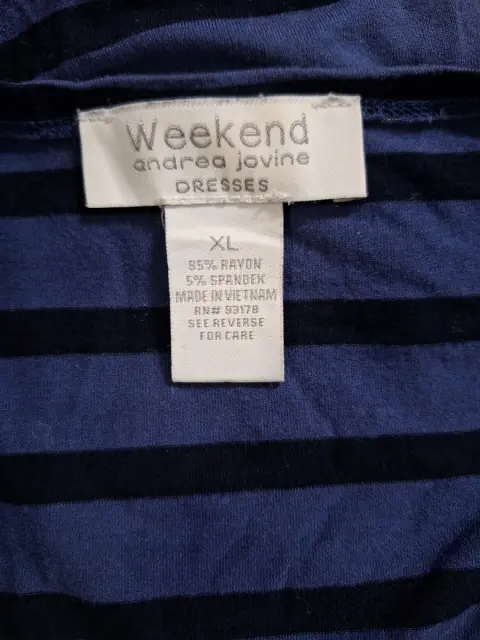 Weekend
andrea jovine
DRESSES
XL
95% RAYON
5% SPANDEX
MADE IN VIETNAM
RN# 93178
SEE REVERSE
FOR CARE